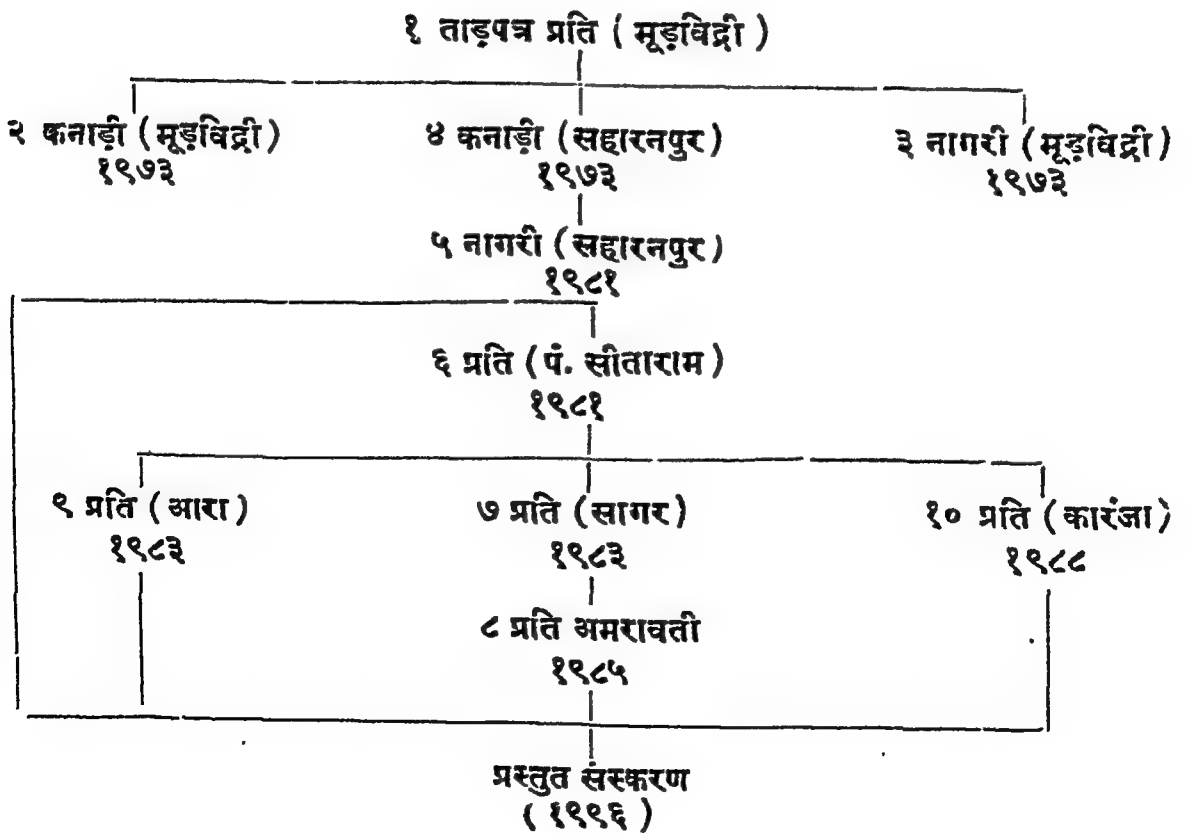 १ ताड़पत्र प्रति ( मूड़विद्री )
२ कनाड़ी ( मूड़विद्री ) ४ कनाड़ी ( सहारनपुर ) ३ नागरी ( मूड़विद्री )
१९७३ १९७३ १९७३
५ नागरी ( सहारनपुर )
१९८१
६ प्रति ( पं. सीताराम )
१९८१
९ प्रति ( आरा ) ७ प्रति ( सागर ) १० प्रति ( कारंजा )
१९८३ १९८३ १९८८
८ प्रति अमरावती
१९८५
प्रस्तुत संस्करण
( १९९६ )